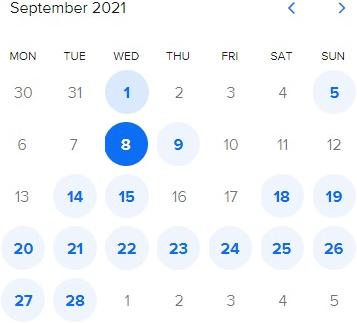 September 2021
MON TUE WED THU FRI SAT SUN
30 31 1 2 3 4 5
6 7 8 9 10 11 12
13 14 15 16 17 18 19
20 21 22 23 24 25 26
27 28 1 2 3 4 5